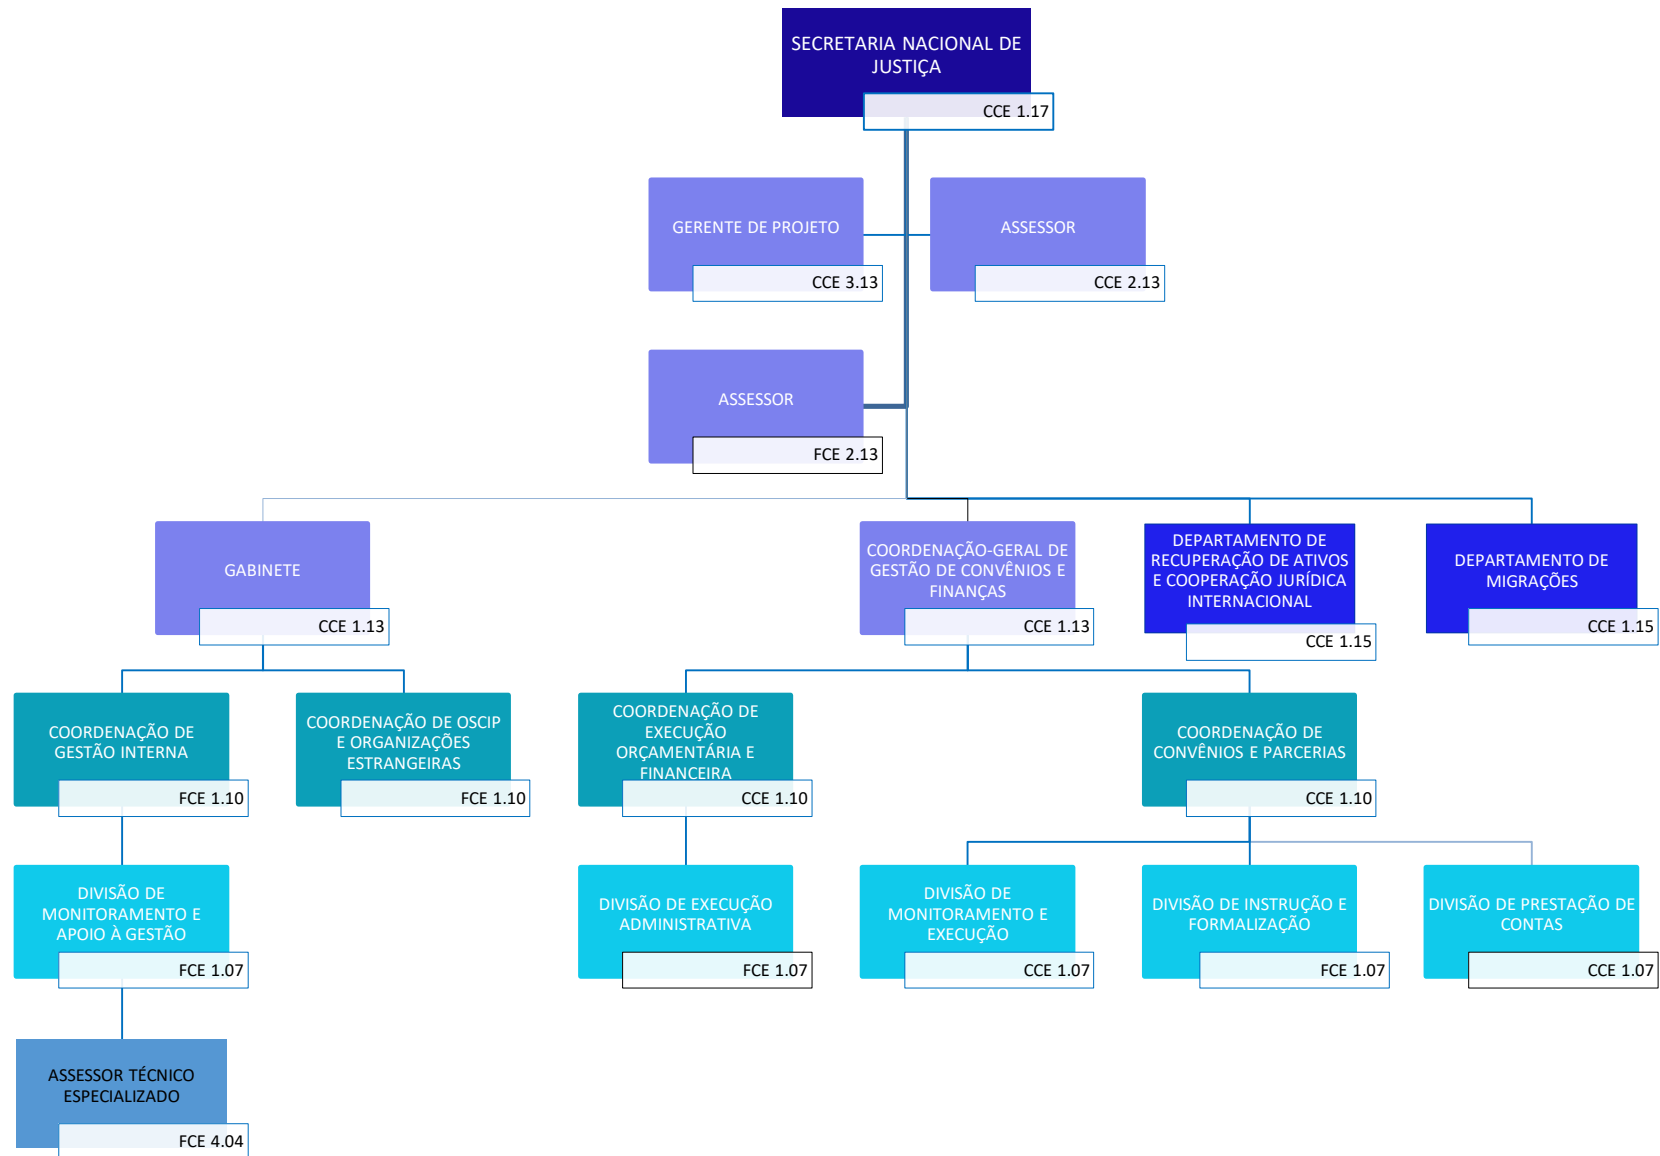 SECRETARIA NACIONAL DE
JUSTIÇA
CCE 1.17
GERENTE DE PROJETO
CCE 3.13
ASSESSOR
CCE 2.13
ASSESSOR
FCE 2.13
GABINETE
CCE 1.13
COORDENAÇÃO-GERAL DE
GESTÃO DE CONVÊNIOS E
FINANÇAS
CCE 1.13
DEPARTAMENTO DE
RECUPERAÇÃO DE ATIVOS
E COOPERAÇÃO JURÍDICA
INTERNACIONAL
CCE 1.15
DEPARTAMENTO DE
MIGRAÇÕES
CCE 1.15
COORDENAÇÃO DE
GESTÃO INTERNA
FCE 1.10
COORDENAÇÃO DE OSCIP
E ORGANIZAÇÕES
ESTRANGEIRAS
FCE 1.10
COORDENAÇÃO DE
EXECUÇÃO
ORÇAMENTÁRIA E
FINANCEIRA
CCE 1.10
COORDENAÇÃO DE
CONVÊNIOS E PARCERIAS
CCE 1.10
DIVISÃO DE
MONITORAMENTO E
APOIO À GESTÃO
FCE 1.07
DIVISÃO DE EXECUÇÃO
ADMINISTRATIVA
FCE 1.07
DIVISÃO DE
MONITORAMENTO E
EXECUÇÃO
CCE 1.07
DIVISÃO DE INSTRUÇÃO E
FORMALIZAÇÃO
FCE 1.07
DIVISÃO DE PRESTAÇÃO DE
CONTAS
CCE 1.07
ASSESSOR TÉCNICO
ESPECIALIZADO
FCE 4.04